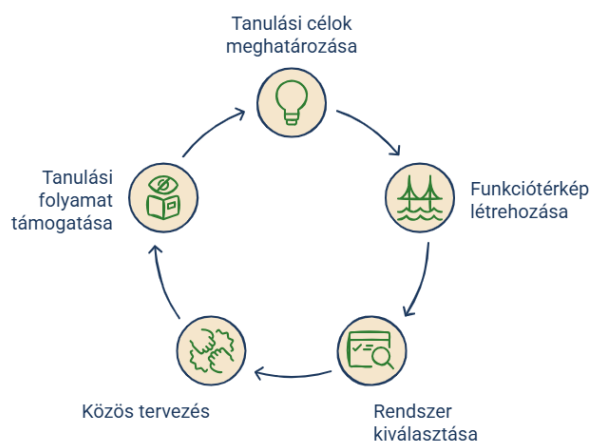 Tanulási célok
meghatározása
Funkciótérkép
létrehozása
Rendszer
kiválasztása
Közös tervezés
Tanulási
folyamat
támogatása